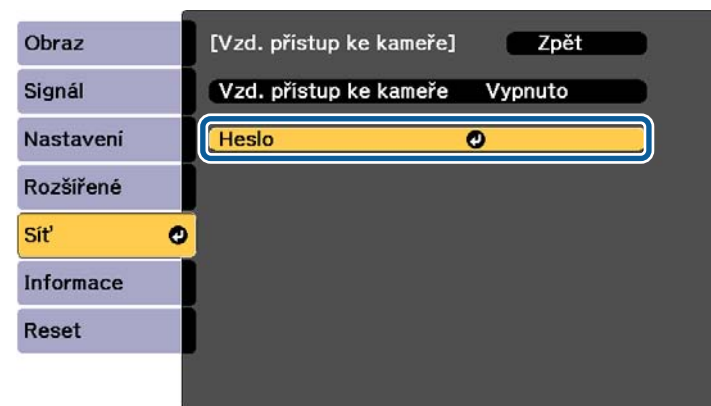 Obraz
Signál
Nastavení
Rozšířené
Síť
Informace
Reset
[Vzd. přístup ke kameře] Zpět
Vzd. přístup ke kameře Vypnuto
Heslo